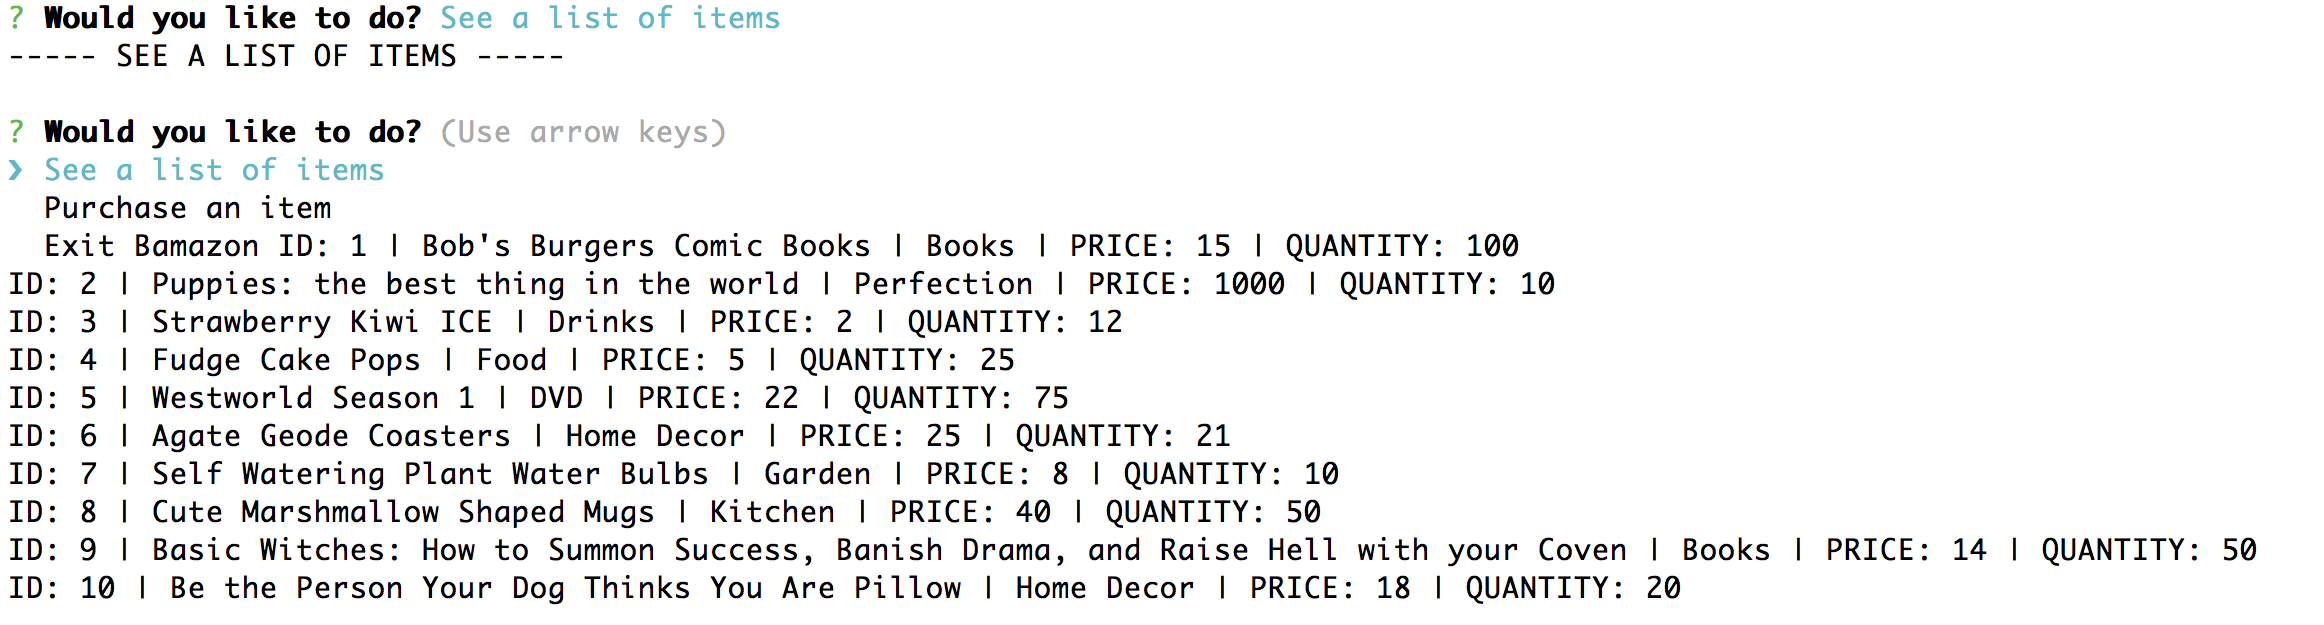 ? Would you like to do? See a list of items
----- SEE A LIST OF ITEMS -----
? Would you like to do? (Use arrow keys)
❯ See a list of items
Purchase an item
Exit Bamazon ID: 1 | Bob's Burgers Comic Books | Books | PRICE: 15 | QUANTITY: 100
ID: 2 | Puppies: the best thing in the world | Perfection | PRICE: 1000 | QUANTITY: 10
ID: 3 | Strawberry Kiwi ICE | Drinks | PRICE: 2 | QUANTITY: 12
ID: 4 | Fudge Cake Pops | Food | PRICE: 5 | QUANTITY: 25
ID: 5 | Westworld Season 1 | DVD | PRICE: 22 | QUANTITY: 75
ID: 6 | Agate Geode Coasters | Home Decor | PRICE: 25 | QUANTITY: 21
ID: 7 | Self Watering Plant Water Bulbs | Garden | PRICE: 8 | QUANTITY: 10
ID: 8 | Cute Marshmallow Shaped Mugs | Kitchen | PRICE: 40 | QUANTITY: 50
ID: 9 | Basic Witches: How to Summon Success, Banish Drama, and Raise Hell with your Coven | Books | PRICE: 14 | QUANTITY: 50
ID: 10 | Be the Person Your Dog Thinks You Are Pillow | Home Decor | PRICE: 18 | QUANTITY: 20